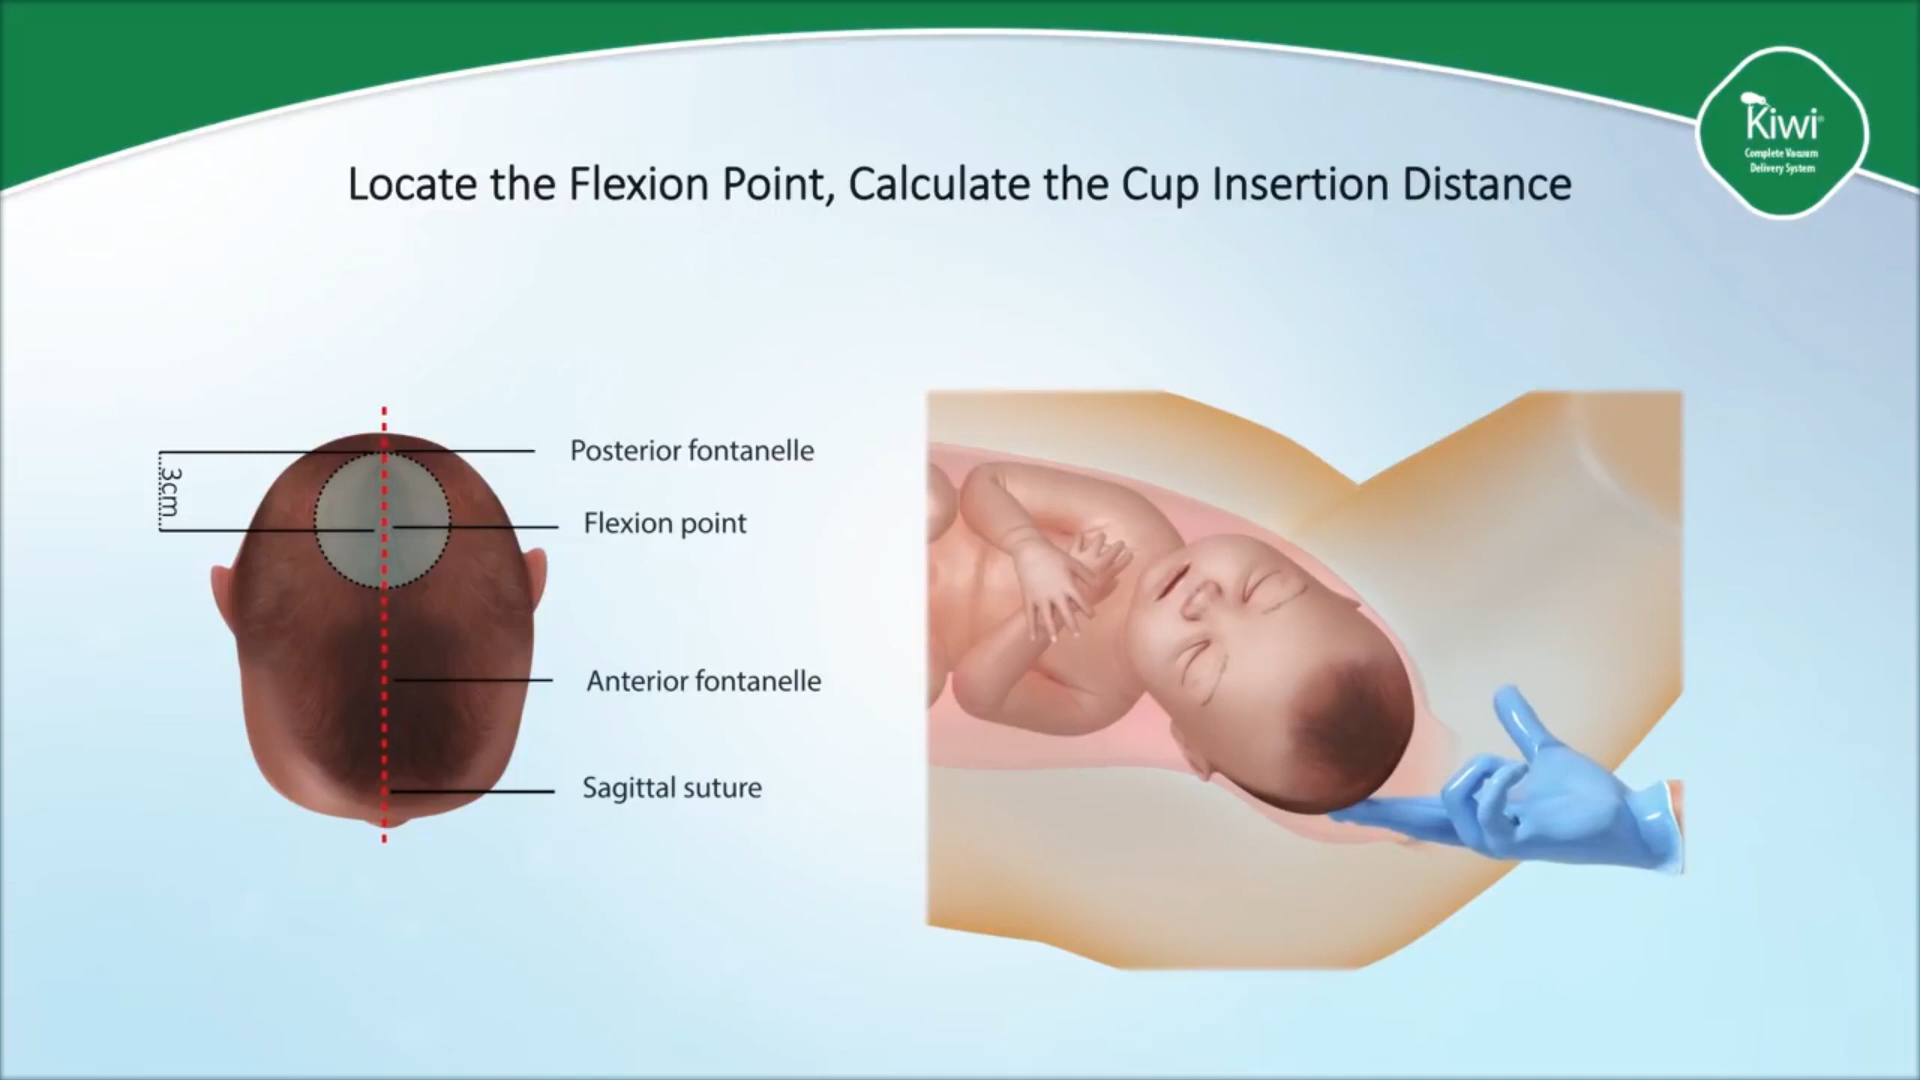 Kiwi®
Complete Vacuum
Delivery System
Locate the Flexion Point, Calculate the Cup Insertion Distance
Posterior fontanelle
3cm
Flexion point
Anterior fontanelle
Sagittal suture